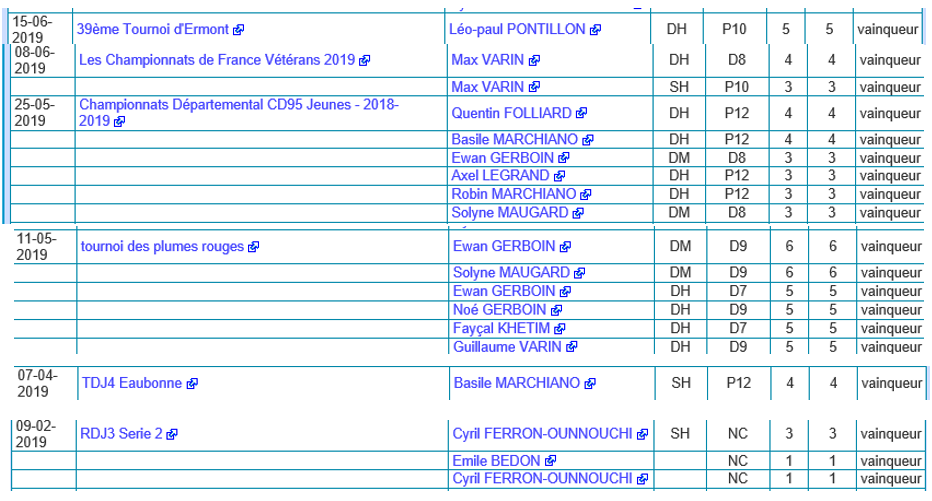 15-06-2019 39ème Tournoi d'Ermont Léo-paul PONTILLON DH P10 5 5 vainqueur
08-06-2019 Les Championnats de France Vétérans 2019 Max VARIN DH D8 4 4 vainqueur
Max VARIN SH P10 3 3 vainqueur
25-05-2019 Championnats Départemental CD95 Jeunes - 2018-2019 Quentin FOLLIARD DH P12 4 4 vainqueur
Basile MARCHIANO DH P12 4 4 vainqueur
Ewan GERBOIN DM D8 3 3 vainqueur
Axel LEGRAND DH P12 3 3 vainqueur
Robin MARCHIANO DH P12 3 3 vainqueur
Solyne MAUGARD DM D8 3 3 vainqueur
11-05-2019 tournoi des plumes rouges Ewan GERBOIN DM D9 6 6 vainqueur
Solyne MAUGARD DM D9 6 6 vainqueur
Ewan GERBOIN DH D7 5 5 vainqueur
Noé GERBOIN DH D9 5 5 vainqueur
Fayçal KHETIM DH D7 5 5 vainqueur
Guillaume VARIN DH D9 5 5 vainqueur
07-04-2019 TDJ4 Eaubonne Basile MARCHIANO SH P12 4 4 vainqueur
09-02-2019 RDJ3 Serie 2 Cyril FERRON-OUNNOUCHI SH NC 3 3 vainqueur
Emile BEDON NC 1 1 vainqueur
Cyril FERRON-OUNNOUCHI NC 1 1 vainqueur